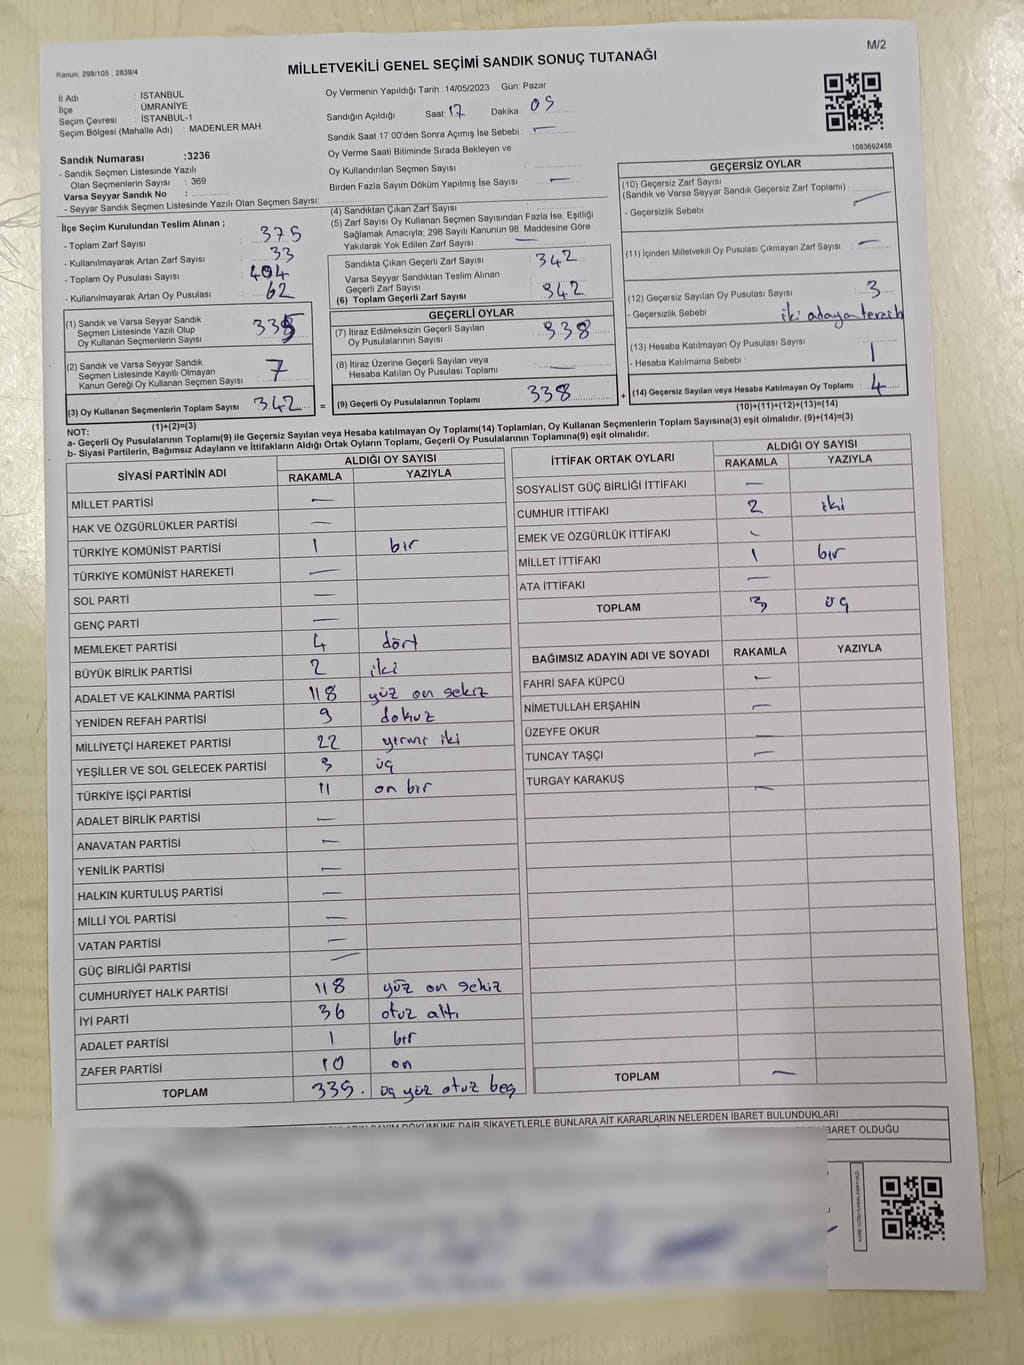 M/2
Kanun: 298/105 , 2839/4
MİLLETVEKİLİ GENEL SEÇİMİ SANDIK SONUÇ TUTANAĞI
İl Adı : İSTANBUL
İlçe : ÜMRANİYE
Seçim Çevresi : İSTANBUL-1
Seçim Bölgesi (Mahalle Adı) : MADENLER MAH.
Sandık Numarası :3236
- Sandık Seçmen Listesinde Yazılı
Olan Seçmenlerin Sayısı : 369
Varsa Seyyar Sandık No :
- Seyyar Sandık Seçmen Listesinde Yazılı Olan Seçmen Sayısı:
Oy Vermenin Yapıldığı Tarih :14/05/2023 Gün: Pazar
Sandığın Açıldığı Saat: 17 Dakika : 05
Sandık Saat 17:00'den Sonra Açımış İse Sebebi : —
Oy Verme Saati Bitiminde Sırada Bekleyen ve
Oy Kullandırılan Seçmen Sayısı :
Birden Fazla Sayım Döküm Yapılmış İse Sayısı : —
1083692456
İlçe Seçim Kurulundan Teslim Alınan ;
- Toplam Zarf Sayısı : 375
- Kullanılmayarak Artan Zarf Sayısı : 33
- Toplam Oy Pusulası Sayısı : 404
- Kullanılmayarak Artan Oy Pusulası : 62
(4) Sandıktan Çıkan Zarf Sayısı :
(5) Zarf Sayısı Oy Kullanan Seçmen Sayısından Fazla İse, Eşitliği
Sağlamak Amacıyla; 298 Sayılı Kanunun 98. Maddesine Göre
Yakılarak Yok Edilen Zarf Sayısı : —
Sandıkta Çıkan Geçerli Zarf Sayısı : 342
Varsa Seyyar Sandıktan Teslim Alınan
Geçerli Zarf Sayısı :
(6) Toplam Geçerli Zarf Sayısı : 342
GEÇERSİZ OYLAR
(10) Geçersiz Zarf Sayısı
(Sandık ve Varsa Seyyar Sandık Geçersiz Zarf Toplamı) : —
- Geçersizlik Sebebi :
(11) İçinden Milletvekili Oy Pusulası Çıkmayan Zarf Sayısı : —
(12) Geçersiz Sayılan Oy Pusulası Sayısı : 3
- Geçersizlik Sebebi : iki adaya tercih
(13) Hesaba Katılmayan Oy Pusulası Sayısı : 1
- Hesaba Katılmama Sebebi :
(14) Geçersiz Sayılan veya Hesaba Katılmayan Oy Toplamı : 4
(10)+(11)+(12)+(13)=(14)
(1) Sandık ve Varsa Seyyar Sandık
Seçmen Listesinde Yazılı Olup
Oy Kullanan Seçmenlerin Sayısı : 335
(2) Sandık ve Varsa Seyyar Sandık
Seçmen Listesinde Kayıtlı Olmayan
Kanun Gereği Oy Kullanan Seçmen Sayısı : 7
(3) Oy Kullanan Seçmenlerin Toplam Sayısı : 342 =
(1)+(2)=(3)
GEÇERLİ OYLAR
(7) İtiraz Edilmeksizin Geçerli Sayılan
Oy Pusulalarının Sayısı : 338
(8) İtiraz Üzerine Geçerli Sayılan veya
Hesaba Katılan Oy Pusulası Toplamı : —
(9) Geçerli Oy Pusulalarının Toplamı : 338 +
NOT:
a- Geçerli Oy Pusulalarının Toplamı(9) ile Geçersiz Sayılan veya Hesaba katılmayan Oy Toplamı(14) Toplamları, Oy Kullanan Seçmenlerin Toplam Sayısına(3) eşit olmalıdır. (9)+(14)=(3)
b- Siyasi Partilerin, Bağımsız Adayların ve İttifakların Aldığı Ortak Oyların Toplamı, Geçerli Oy Pusulalarının Toplamına(9) eşit olmalıdır.
SİYASİ PARTİNİN ADI ALDIĞI OY SAYISI
RAKAMLA YAZIYLA
MİLLET PARTİSİ —
HAK VE ÖZGÜRLÜKLER PARTİSİ —
TÜRKİYE KOMÜNİST PARTİSİ 1 bir
TÜRKİYE KOMÜNİST HAREKETİ —
SOL PARTİ —
GENÇ PARTİ —
MEMLEKET PARTİSİ 4 dört
BÜYÜK BİRLİK PARTİSİ 2 iki
ADALET VE KALKINMA PARTİSİ 118 yüz on sekiz
YENİDEN REFAH PARTİSİ 9 dokuz
MİLLİYETÇİ HAREKET PARTİSİ 22 yirmi iki
YEŞİLLER VE SOL GELECEK PARTİSİ 3 üç
TÜRKİYE İŞÇİ PARTİSİ 11 on bir
ADALET BİRLİK PARTİSİ —
ANAVATAN PARTİSİ —
YENİLİK PARTİSİ —
HALKIN KURTULUŞ PARTİSİ —
MİLLİ YOL PARTİSİ —
VATAN PARTİSİ —
GÜÇ BİRLİĞİ PARTİSİ —
CUMHURİYET HALK PARTİSİ 118 yüz on sekiz
İYİ PARTİ 36 otuz altı
ADALET PARTİSİ 1 bir
ZAFER PARTİSİ 10 on
TOPLAM 335. üç yüz otuz beş
İTTİFAK ORTAK OYLARI ALDIĞI OY SAYISI
RAKAMLA YAZIYLA
SOSYALİST GÜÇ BİRLİĞİ İTTİFAKI —
CUMHUR İTTİFAKI 2 iki
EMEK VE ÖZGÜRLÜK İTTİFAKI —
MİLLET İTTİFAKI 1 bir
ATA İTTİFAKI —
TOPLAM 3 üç
BAĞIMSIZ ADAYIN ADI VE SOYADI RAKAMLA YAZIYLA
FAHRİ SAFA KÜPCÜ —
NİMETULLAH ERŞAHİN —
ÜZEYFE OKUR —
TUNCAY TAŞÇI —
TURGAY KARAKUŞ —
TOPLAM —
DÖKÜMÜNE DAİR ŞİKAYETLERLE BUNLARA AİT KARARLARIN NELERDEN İBARET BULUNDUKLARI
İBARET OLDUĞU